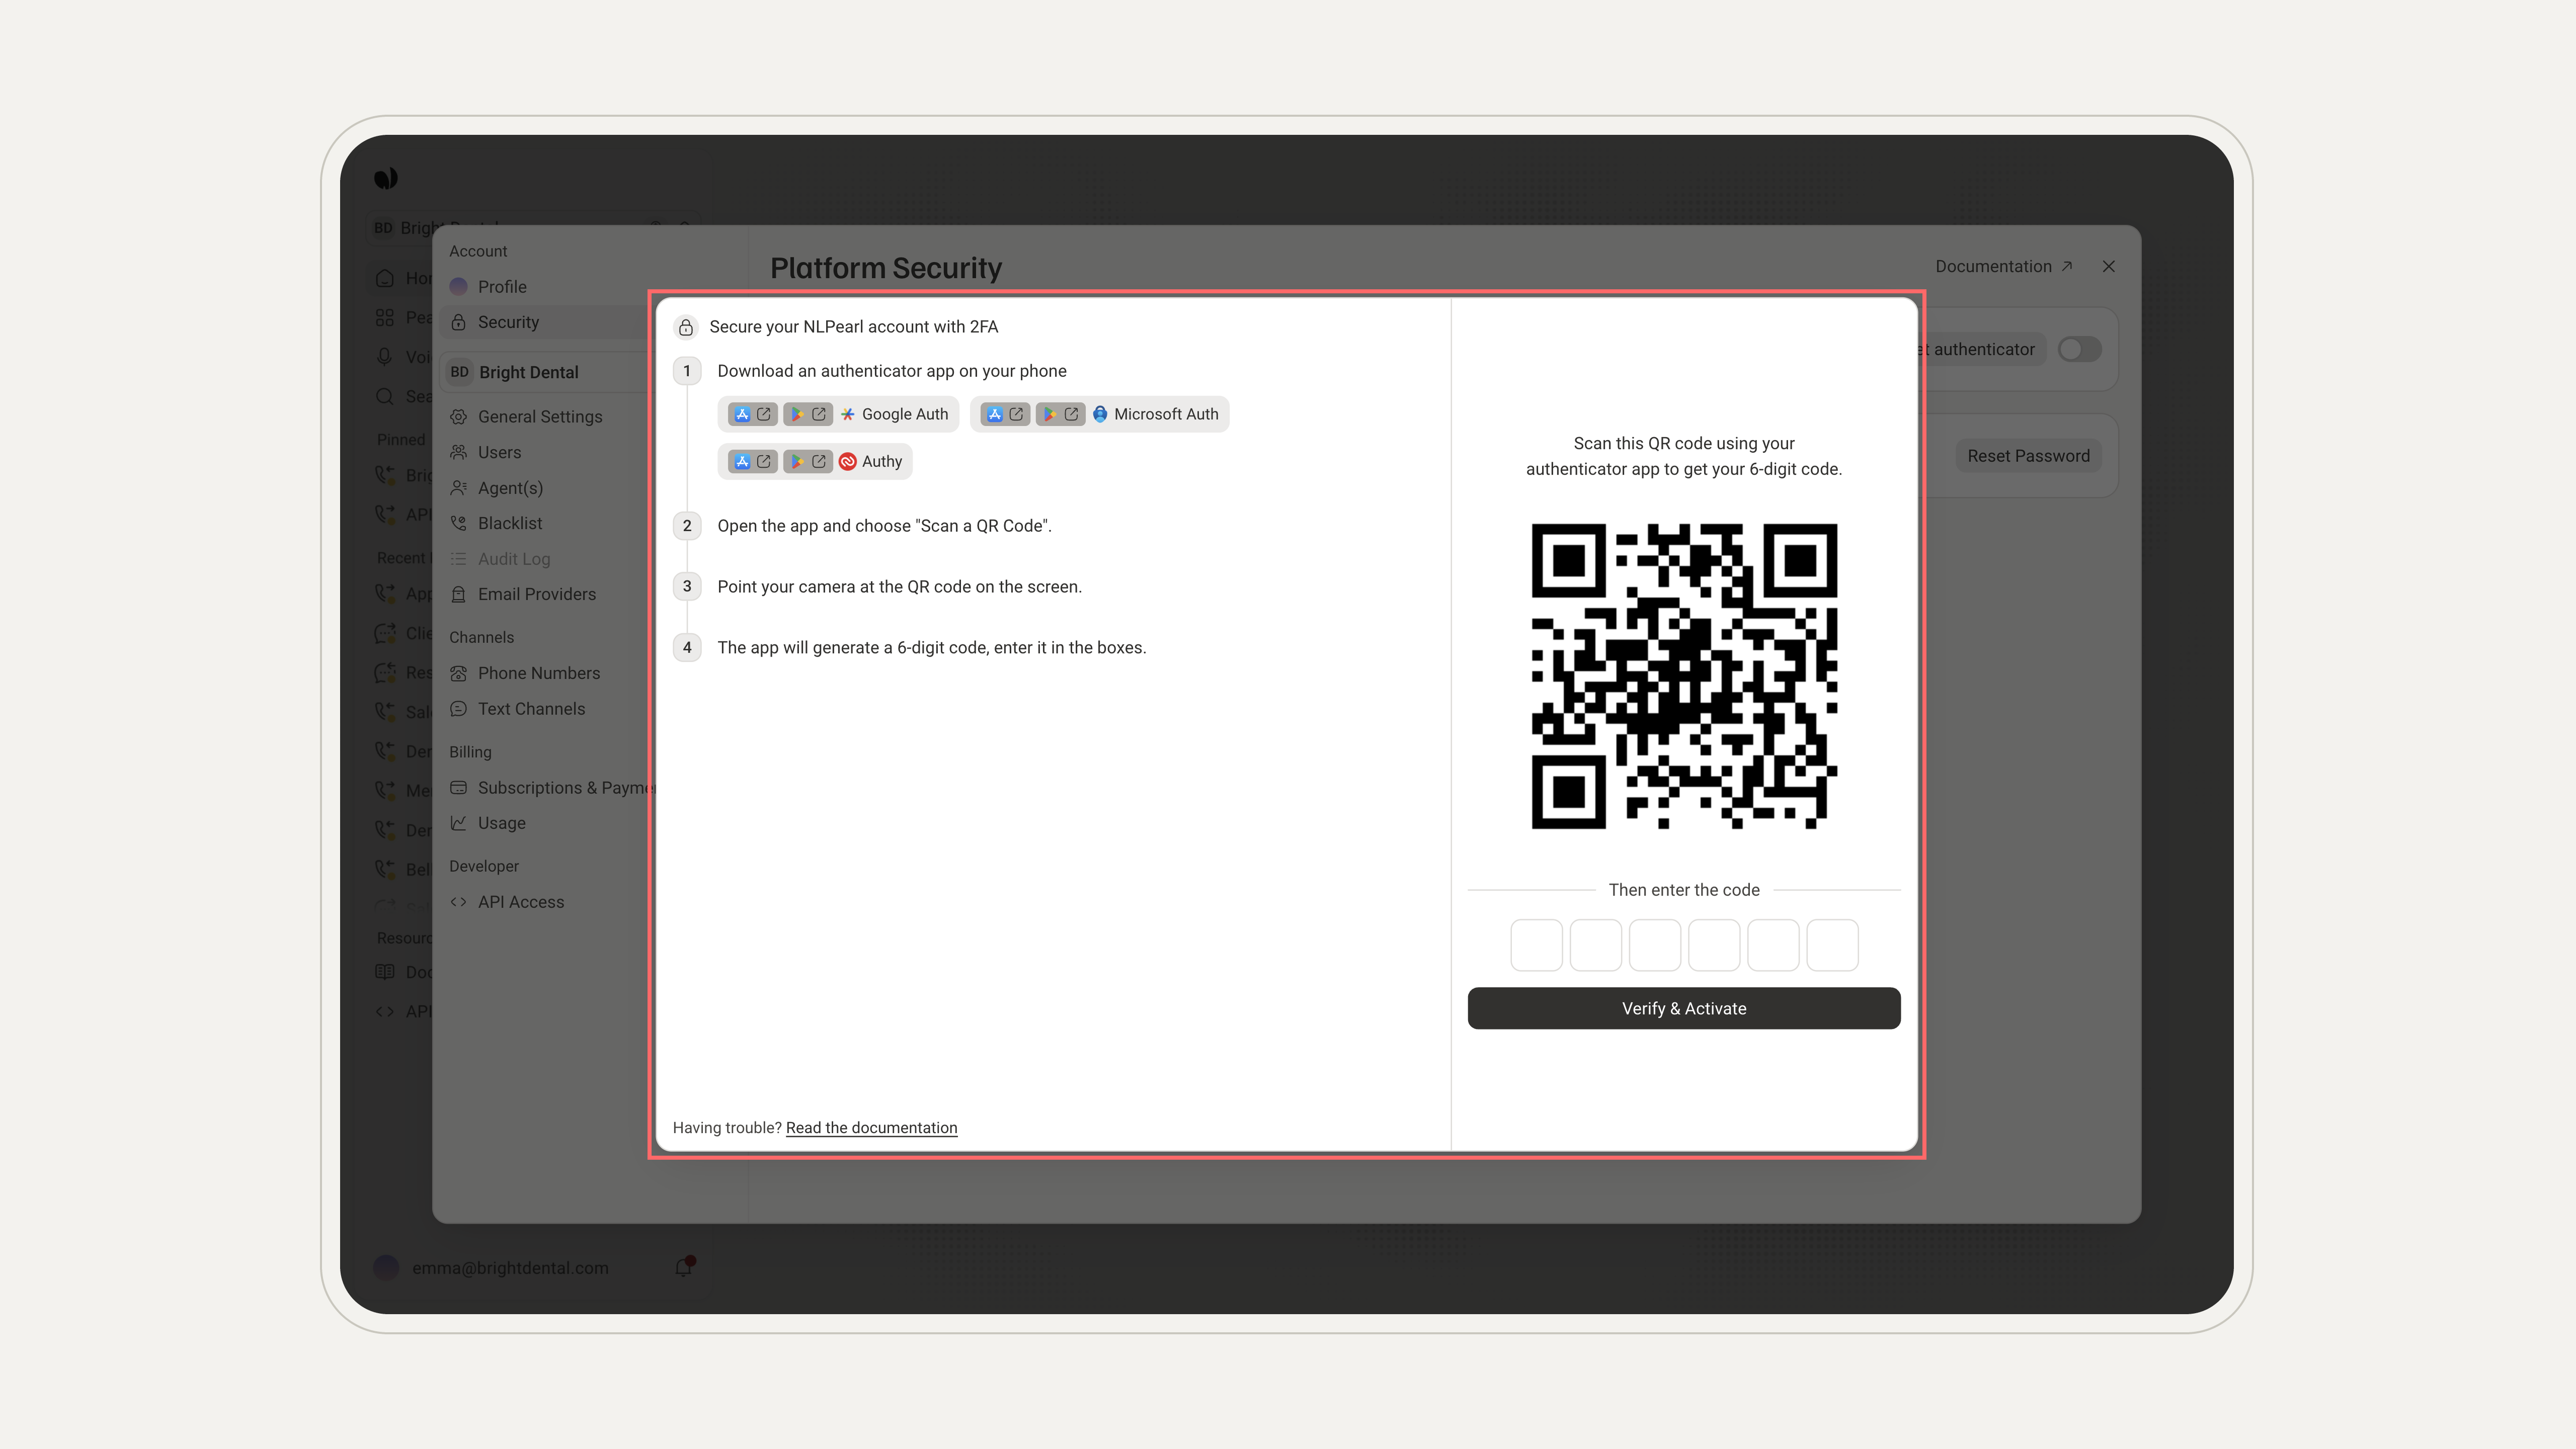 BD
Account
Profile
Security
BD Bright Dental
General Settings
Users
Agent(s)
Blacklist
Audit Log
Email Providers
Channels
Phone Numbers
Text Channels
Billing
Subscriptions &
Usage
Developer
API Access
Pinned
Recent
API
emma@brightdental.com
Platform Security
Documentation
authenticator
Reset Password
Secure your NLPearl account with 2FA
1 Download an authenticator app on your phone
Google Auth
Microsoft Auth
Authy
2 Open the app and choose "Scan a QR Code".
3 Point your camera at the QR code on the screen.
4 The app will generate a 6-digit code, enter it in the boxes.
Having trouble? Read the documentation
Scan this QR code using your
authenticator app to get your 6-digit code.
Then enter the code
Verify & Activate